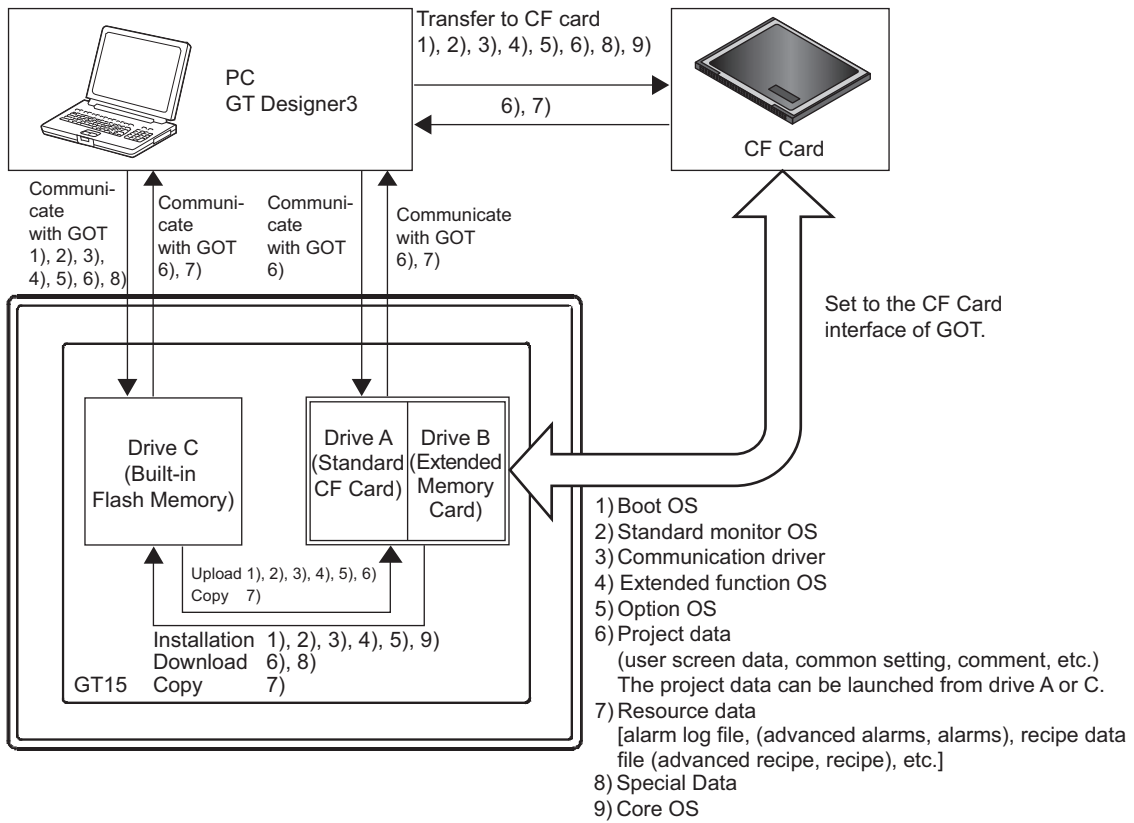 Transfer to CF card
1), 2), 3), 4), 5), 6), 8), 9)
PC
GT Designer3
6), 7)
CF Card
Communi-
cate
with GOT
1), 2), 3),
4), 5), 6), 8)
Communi-
cate
with GOT
6), 7)
Communi-
cate
with GOT
6)
Communicate
with GOT
6), 7)
Set to the CF Card
interface of GOT.
Drive C
(Built-in
Flash Memory)
Drive A
(Standard
CF Card)
Drive B
(Extended
Memory
Card)
Upload 1), 2), 3), 4), 5), 6)
Copy 7)
Installation 1), 2), 3), 4), 5), 9)
Download 6), 8)
GT15 Copy 7)
1) Boot OS
2) Standard monitor OS
3) Communication driver
4) Extended function OS
5) Option OS
6) Project data
(user screen data, common setting, comment, etc.)
The project data can be launched from drive A or C.
7) Resource data
[alarm log file, (advanced alarms, alarms), recipe data
file (advanced recipe, recipe), etc.]
8) Special Data
9) Core OS